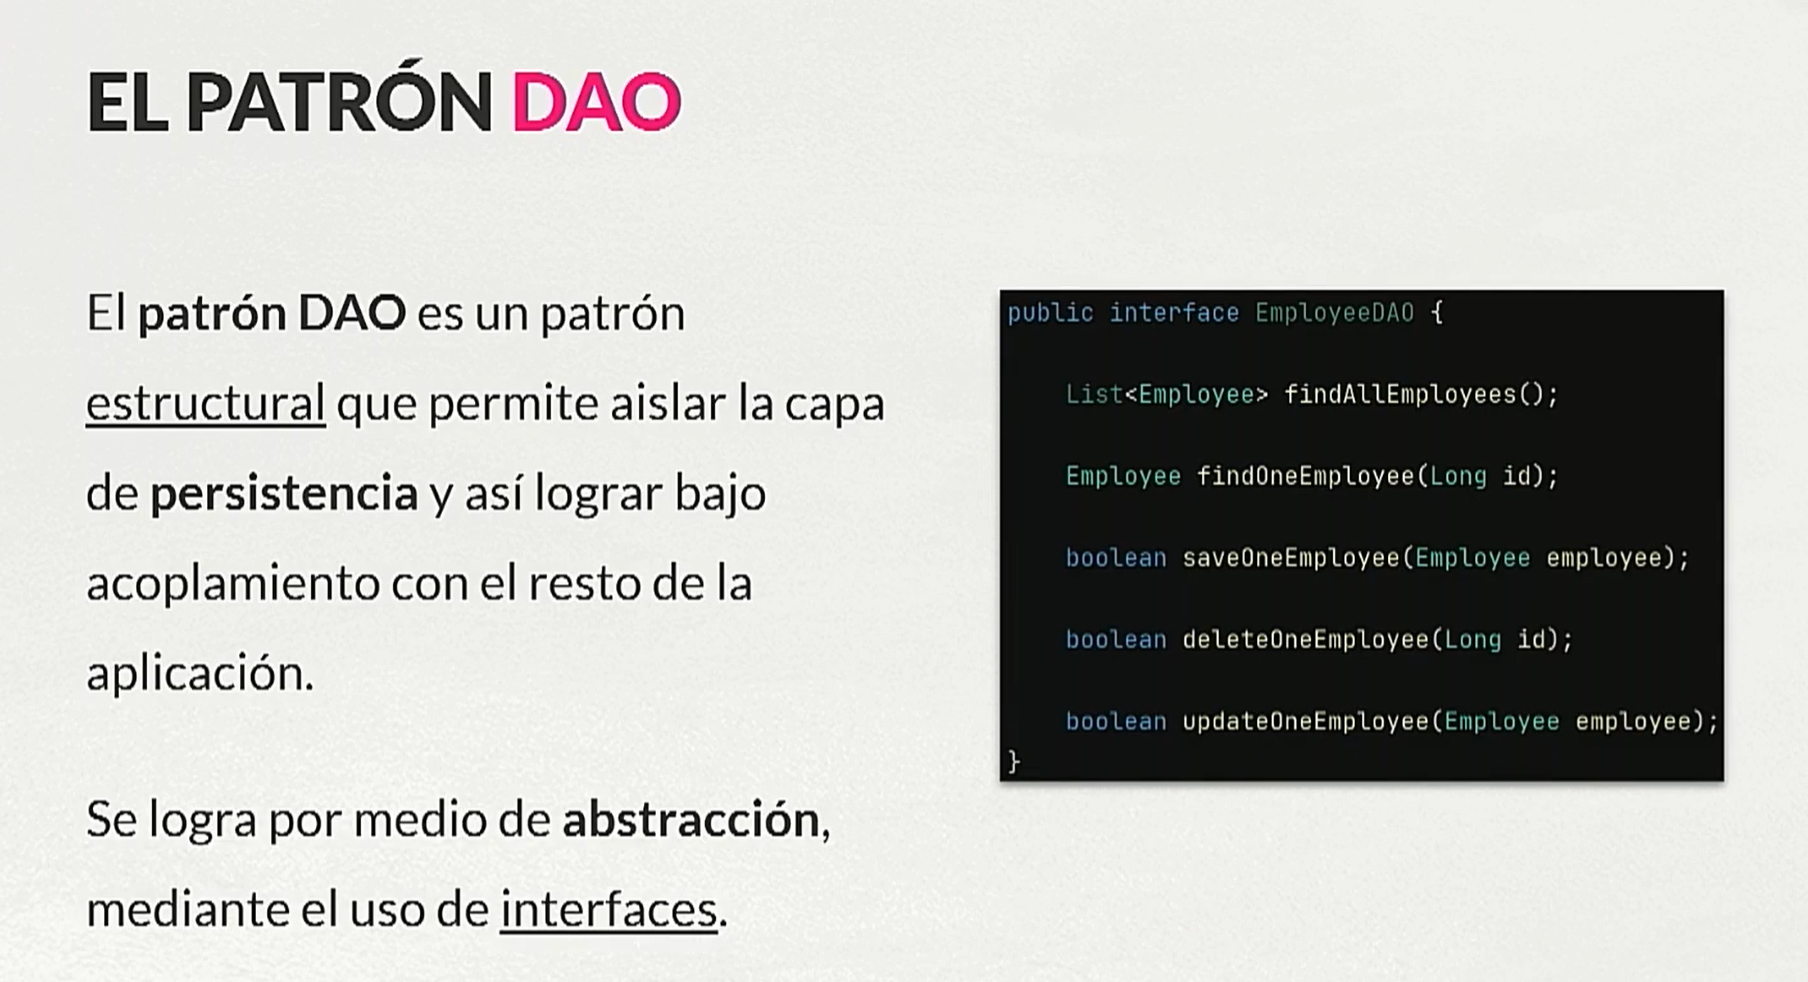 EL PATRÓN DAO
El patrón DAO es un patrón
estructural que permite aislar la capa
de persistencia y así lograr bajo
acoplamiento con el resto de la
aplicación.
Se logra por medio de abstracción,
mediante el uso de interfaces.
public interface EmployeeDAO {
List<Employee> findAllEmployees();
Employee findOneEmployee(Long id);
boolean saveOneEmployee(Employee employee);
boolean deleteOneEmployee(Long id);
boolean updateOneEmployee(Employee employee);
}